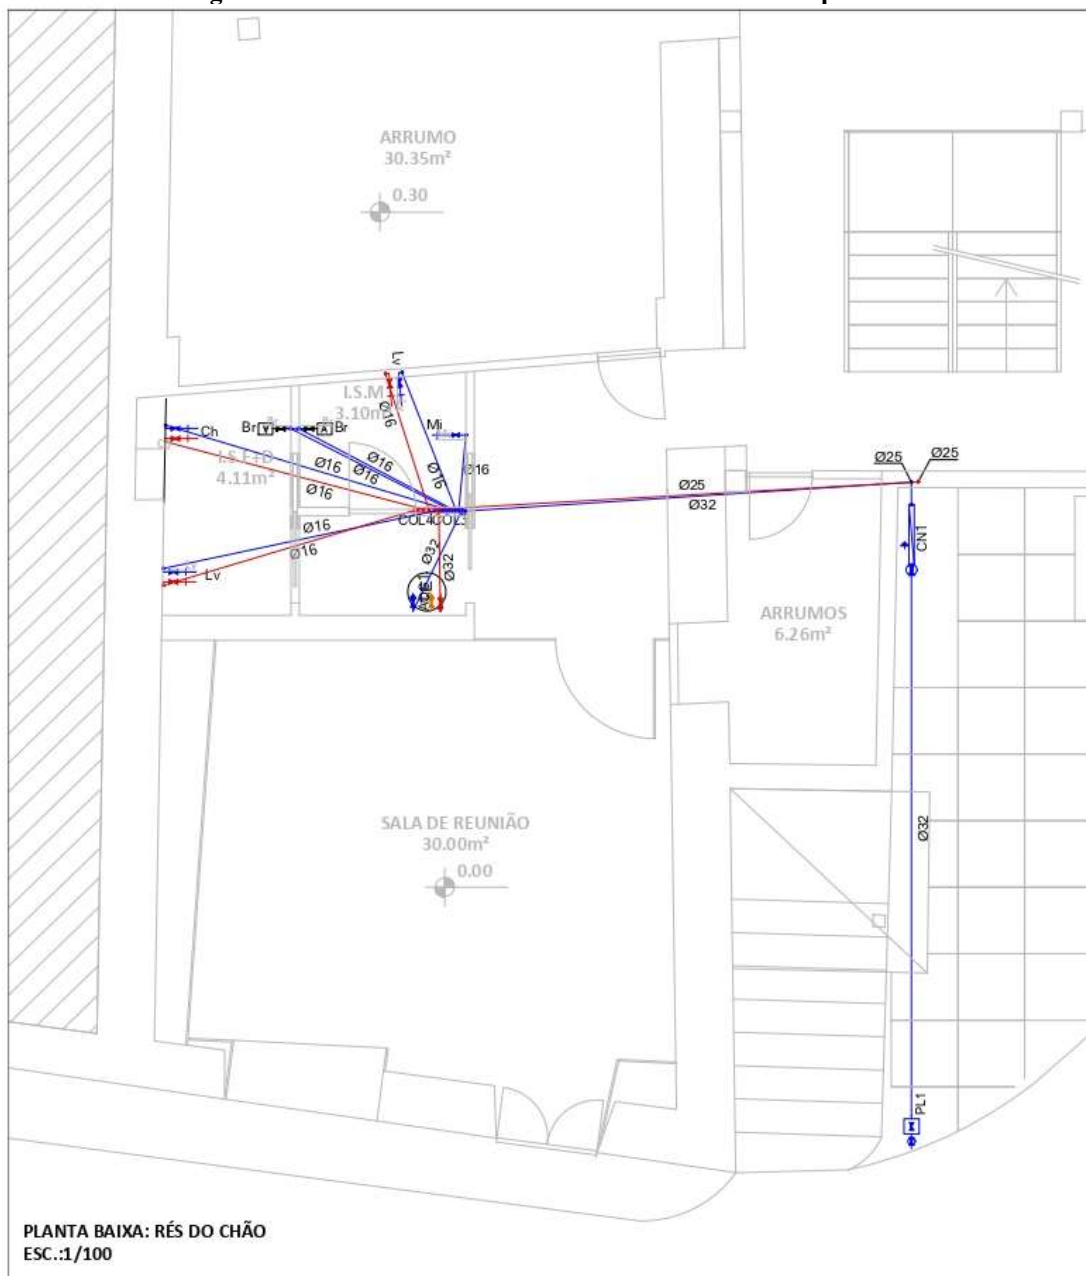 ARRUMO
30.35m²
0.30
Lv
I.S.M
3.10m²
Ø16
Mi
Ch
Br
V
A
Br
4.11m²
Ø16
Ø16
Ø16
Ø16
Ø16
Ø16
Ø25
Ø32
Ø25
Ø25
CN1
Ø16
Ø16
COL4
Ø32
Ø32
Lv
ARRUMOS
6.26m²
SALA DE REUNIÃO
30.00m²
0.00
Ø32
PL1
PLANTA BAIXA: RÉS DO CHÃO
ESC.:1/100